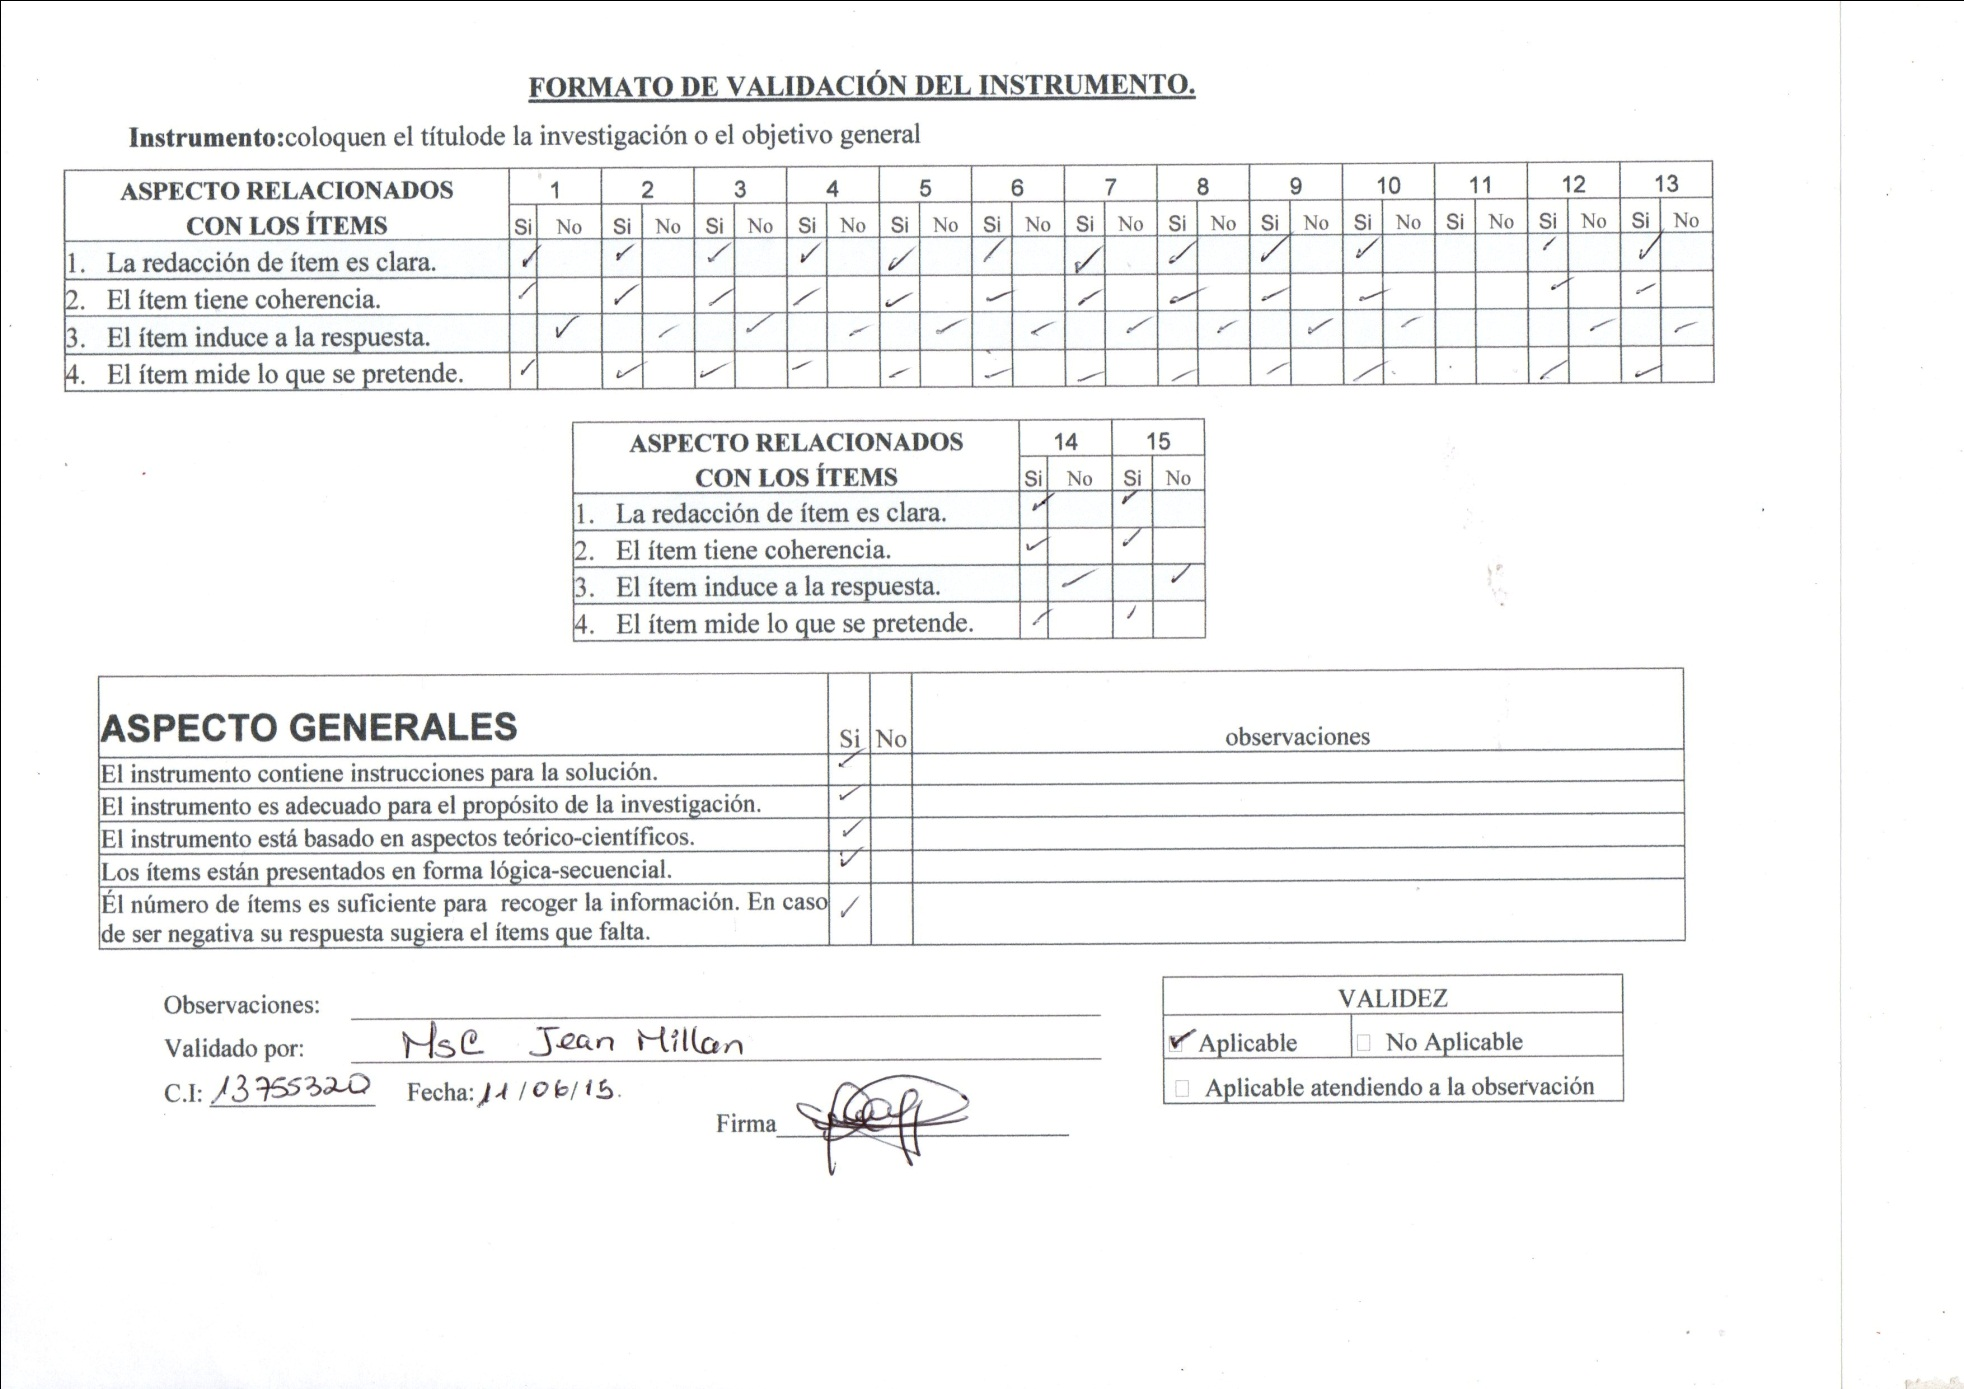 FORMATO DE VALIDACIÓN DEL INSTRUMENTO.
Instrumento:coloquen el títulode la investigación o el objetivo general
ASPECTO RELACIONADOS 1 2 3 4 5 6 7 8 9 10 11 12 13
CON LOS ÍTEMS Si No Si No Si No Si No Si No Si No Si No Si No Si No Si No Si No Si No Si No
1. La redacción de ítem es clara. ✓ ✓ ✓ ✓ ✓ ✓ ✓ ✓ ✓ ✓ ✓ ✓
2. El ítem tiene coherencia. ✓ ✓ ✓ ✓ ✓ ✓ ✓ ✓ ✓ ✓ ✓ ✓
3. El ítem induce a la respuesta. ✓ ✓ ✓ ✓ ✓ ✓ ✓ ✓ ✓ ✓ ✓ ✓
4. El ítem mide lo que se pretende. ✓ ✓ ✓ ✓ ✓ ✓ ✓ ✓ ✓ ✓ ✓ ✓
ASPECTO RELACIONADOS 14 15
CON LOS ÍTEMS Si No Si No
1. La redacción de ítem es clara. ✓ ✓
2. El ítem tiene coherencia. ✓ ✓
3. El ítem induce a la respuesta. ✓ ✓
4. El ítem mide lo que se pretende. ✓ ✓
ASPECTO GENERALES Si No observaciones
El instrumento contiene instrucciones para la solución. ✓
El instrumento es adecuado para el propósito de la investigación. ✓
El instrumento está basado en aspectos teórico-científicos. ✓
Los ítems están presentados en forma lógica-secuencial. ✓
Él número de ítems es suficiente para recoger la información. En caso ✓
de ser negativa su respuesta sugiera el ítems que falta.
Observaciones:
Validado por: MsC Jean Millan
C.I: 13755320 Fecha: 11/06/15.
Firma
VALIDEZ
✓ Aplicable □ No Aplicable
□ Aplicable atendiendo a la observación